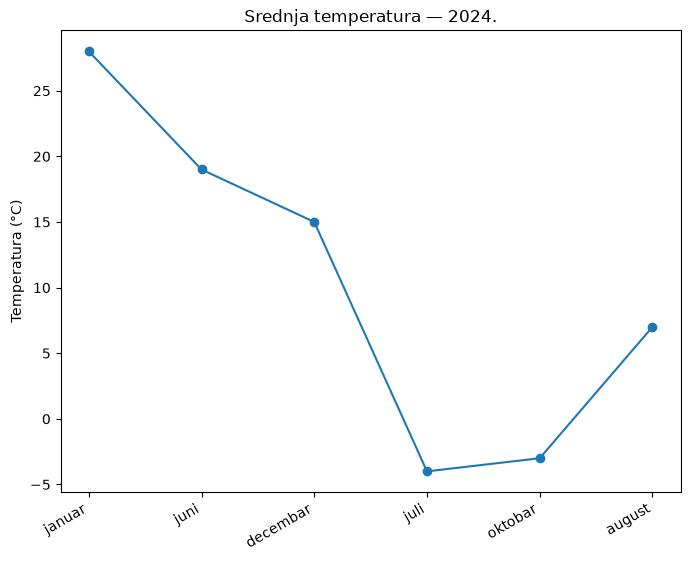 Srednja temperatura — 2024.
Temperatura (°C)
25
20
15
10
5
0
−5
januar
juni
decembar
juli
oktobar
august